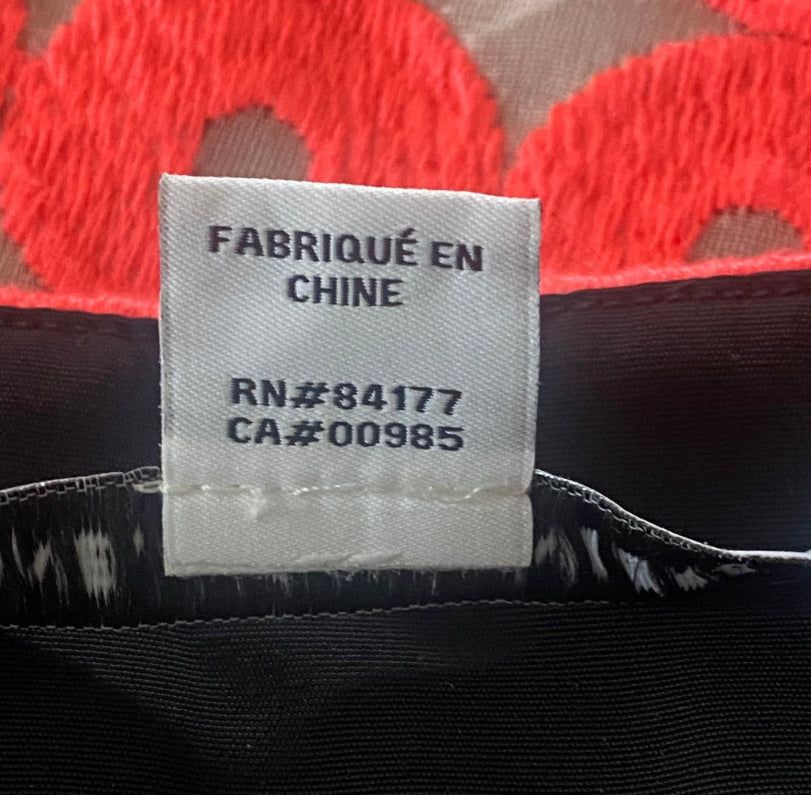 FABRIQUÉ EN
CHINE
RN#84177
CA#00985